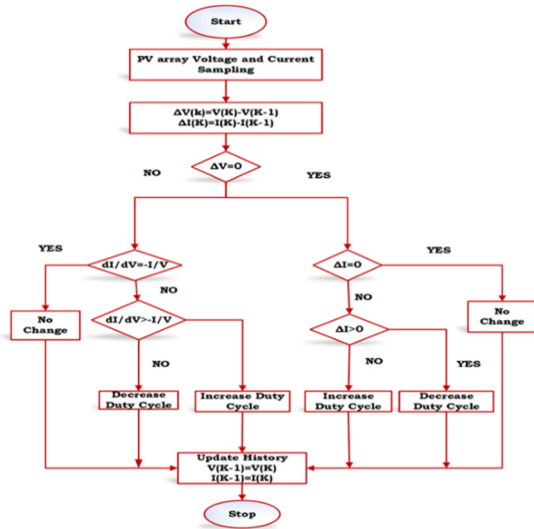 Start
PV array Voltage and Current
Sampling
ΔV(k)=V(K)-V(K-1)
ΔI(K)=I(K)-I(K-1)
ΔV=0
NO
YES
YES
dI/dV=-I/V
ΔI=0
YES
NO
NO
No
Change
dI/dV>-I/V
ΔI>0
No
Change
NO
NO
YES
Decrease
Duty Cycle
Increase Duty
Cycle
Increase
Duty Cycle
Decrease
Duty Cycle
Update History
V(K-1)=V(K)
I(K-1)=I(K)
Stop